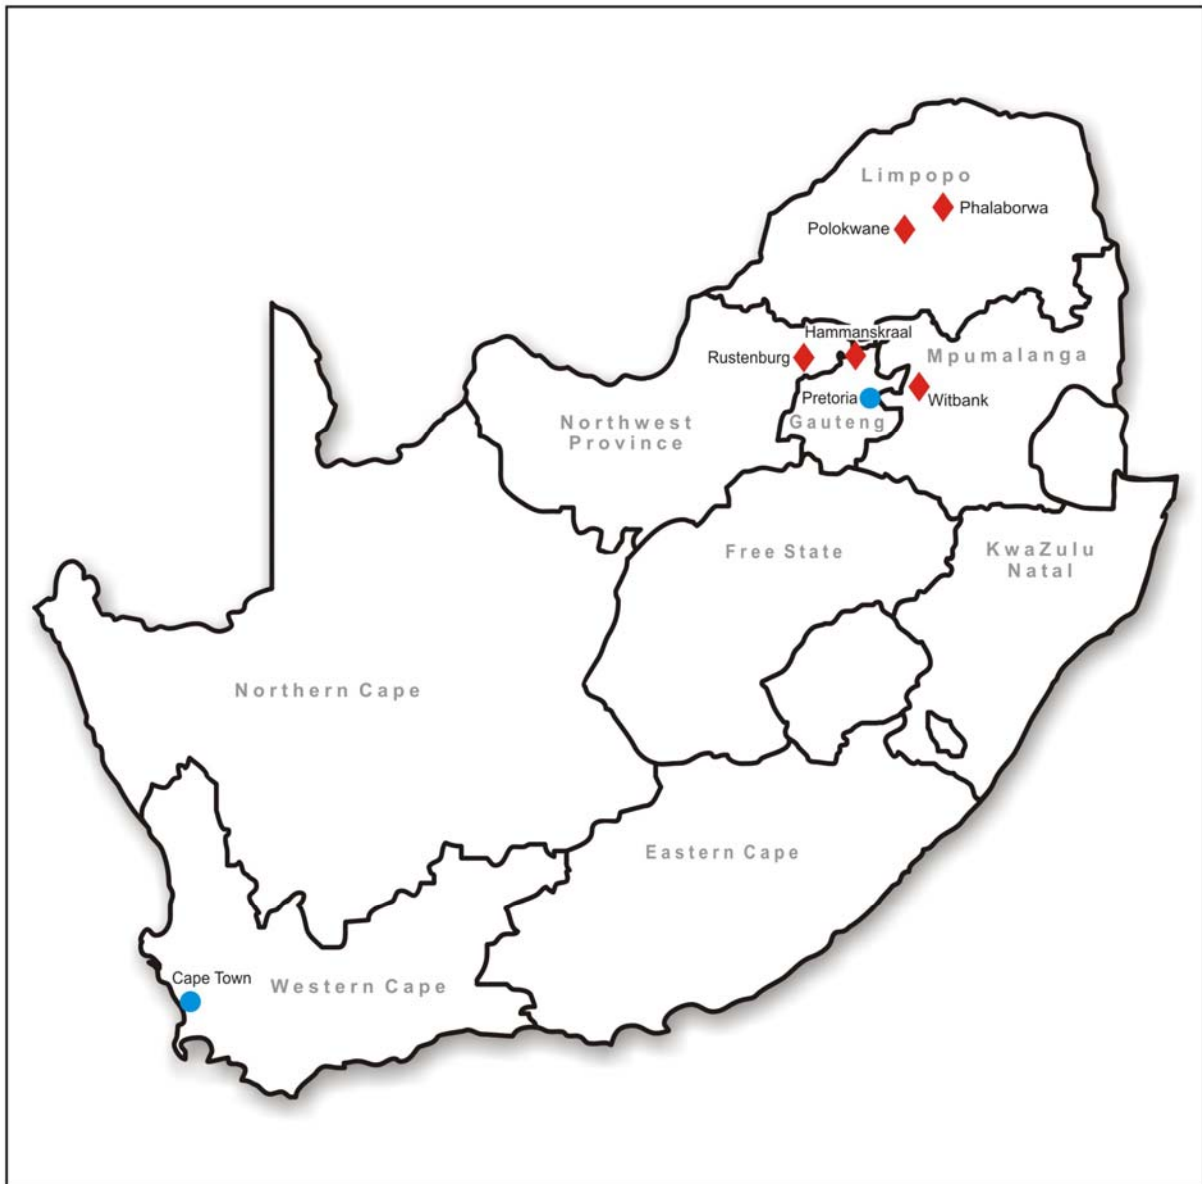 Limpopo
Phalaborwa
Polokwane
Hammanskraal
Rustenburg
Mpumalanga
Pretoria
Witbank
Gauteng
Northwest
Province
Free State
KwaZulu
Natal
Northern Cape
Eastern Cape
Cape Town
Western Cape